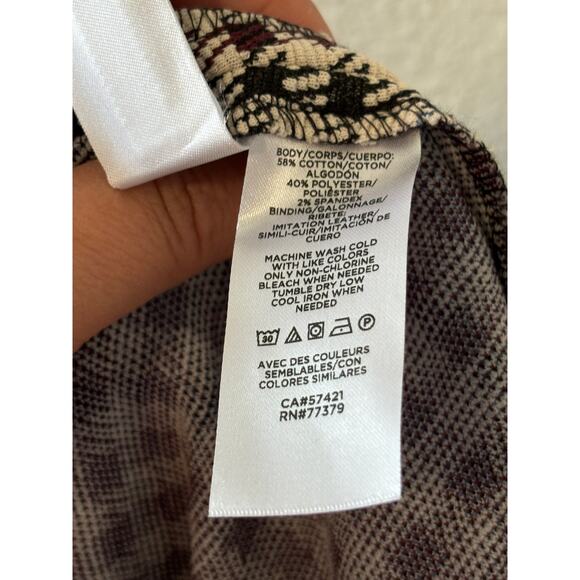 BODY/CORPS/CUERPO:
58% COTTON/COTON/
ALGODÓN
40% POLYESTER/
POLIÉSTER
2% SPANDEX
BINDING/GALONNAGE/
RIBETE:
IMITATION LEATHER/
SIMILI-CUIR/IMITACIÓN DE
CUERO
MACHINE WASH COLD
WITH LIKE COLORS
ONLY NON-CHLORINE
BLEACH WHEN NEEDED
TUMBLE DRY LOW
COOL IRON WHEN
NEEDED
30 P
AVEC DES COULEURS
SEMBLABLES/CON
COLORES SIMILARES
CA#57421
RN#77379